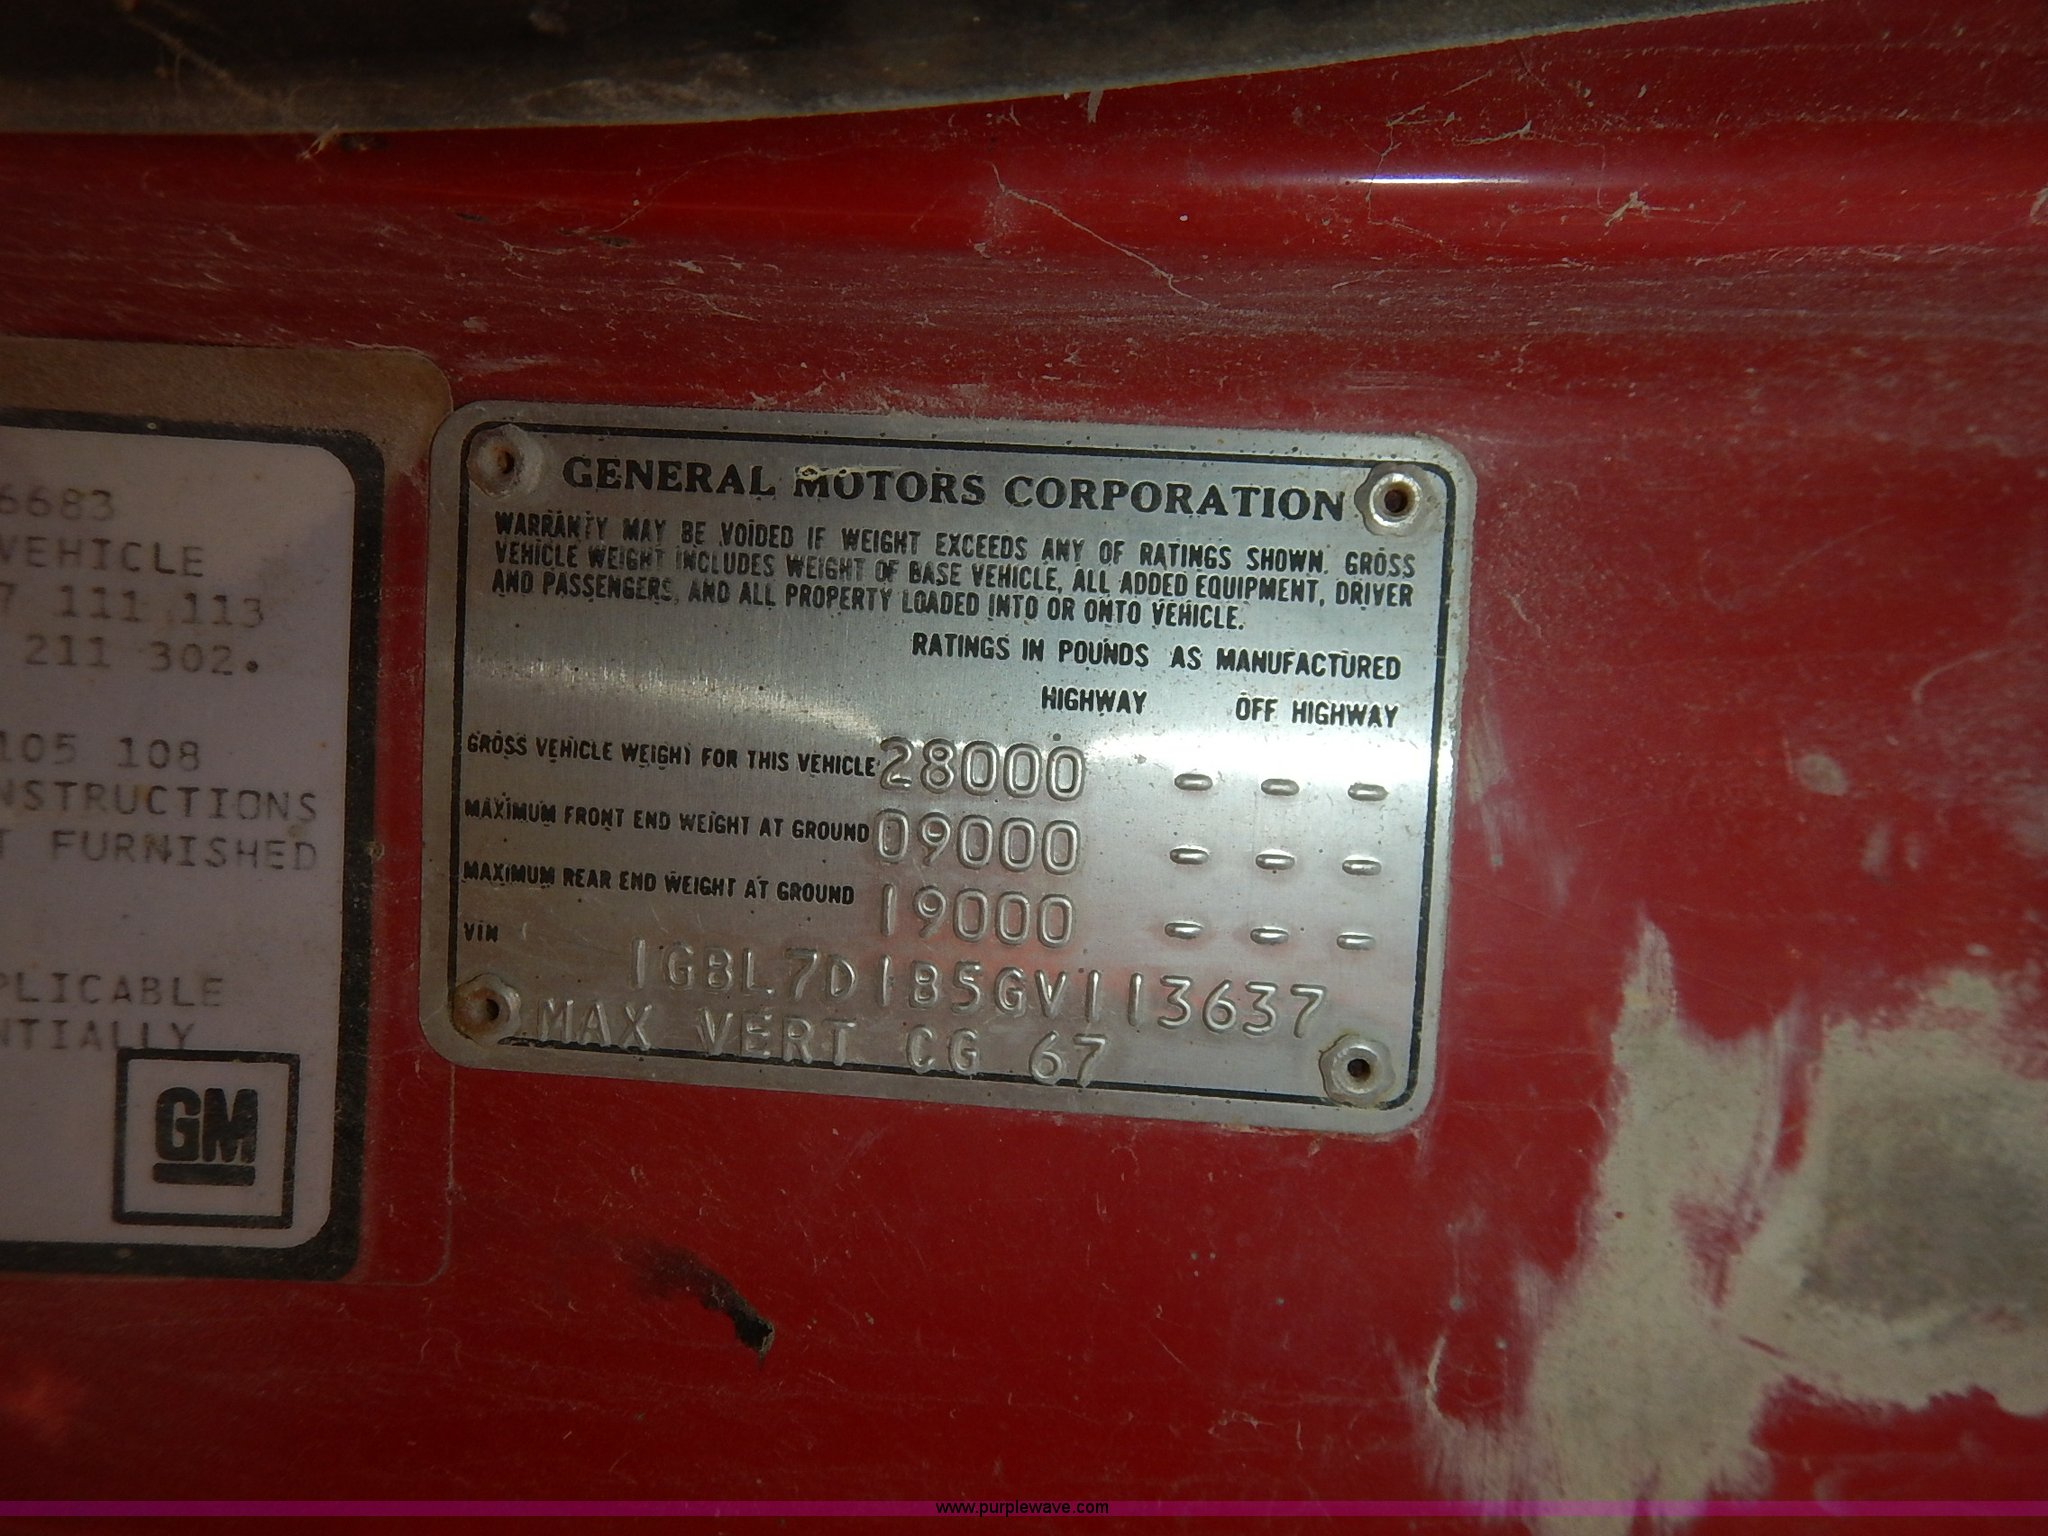 6683
VEHICLE
7 111 113
211 302.
105 108
NSTRUCTIONS
T FURNISHED
PLICABLE
NTIALLY
GM
GENERAL MOTORS CORPORATION
WARRANTY MAY BE VOIDED IF WEIGHT EXCEEDS ANY OF RATINGS SHOWN. GROSS
VEHICLE WEIGHT INCLUDES WEIGHT OF BASE VEHICLE, ALL ADDED EQUIPMENT, DRIVER
AND PASSENGERS, AND ALL PROPERTY LOADED INTO OR ONTO VEHICLE.
RATINGS IN POUNDS AS MANUFACTURED
HIGHWAY OFF HIGHWAY
GROSS VEHICLE WEIGHT FOR THIS VEHICLE 28000 - - -
MAXIMUM FRONT END WEIGHT AT GROUND 09000 - - -
MAXIMUM REAR END WEIGHT AT GROUND 19000 - - -
VIN 1GBL7D1B5GV113637
MAX VERT CG 67
www.purplewave.com